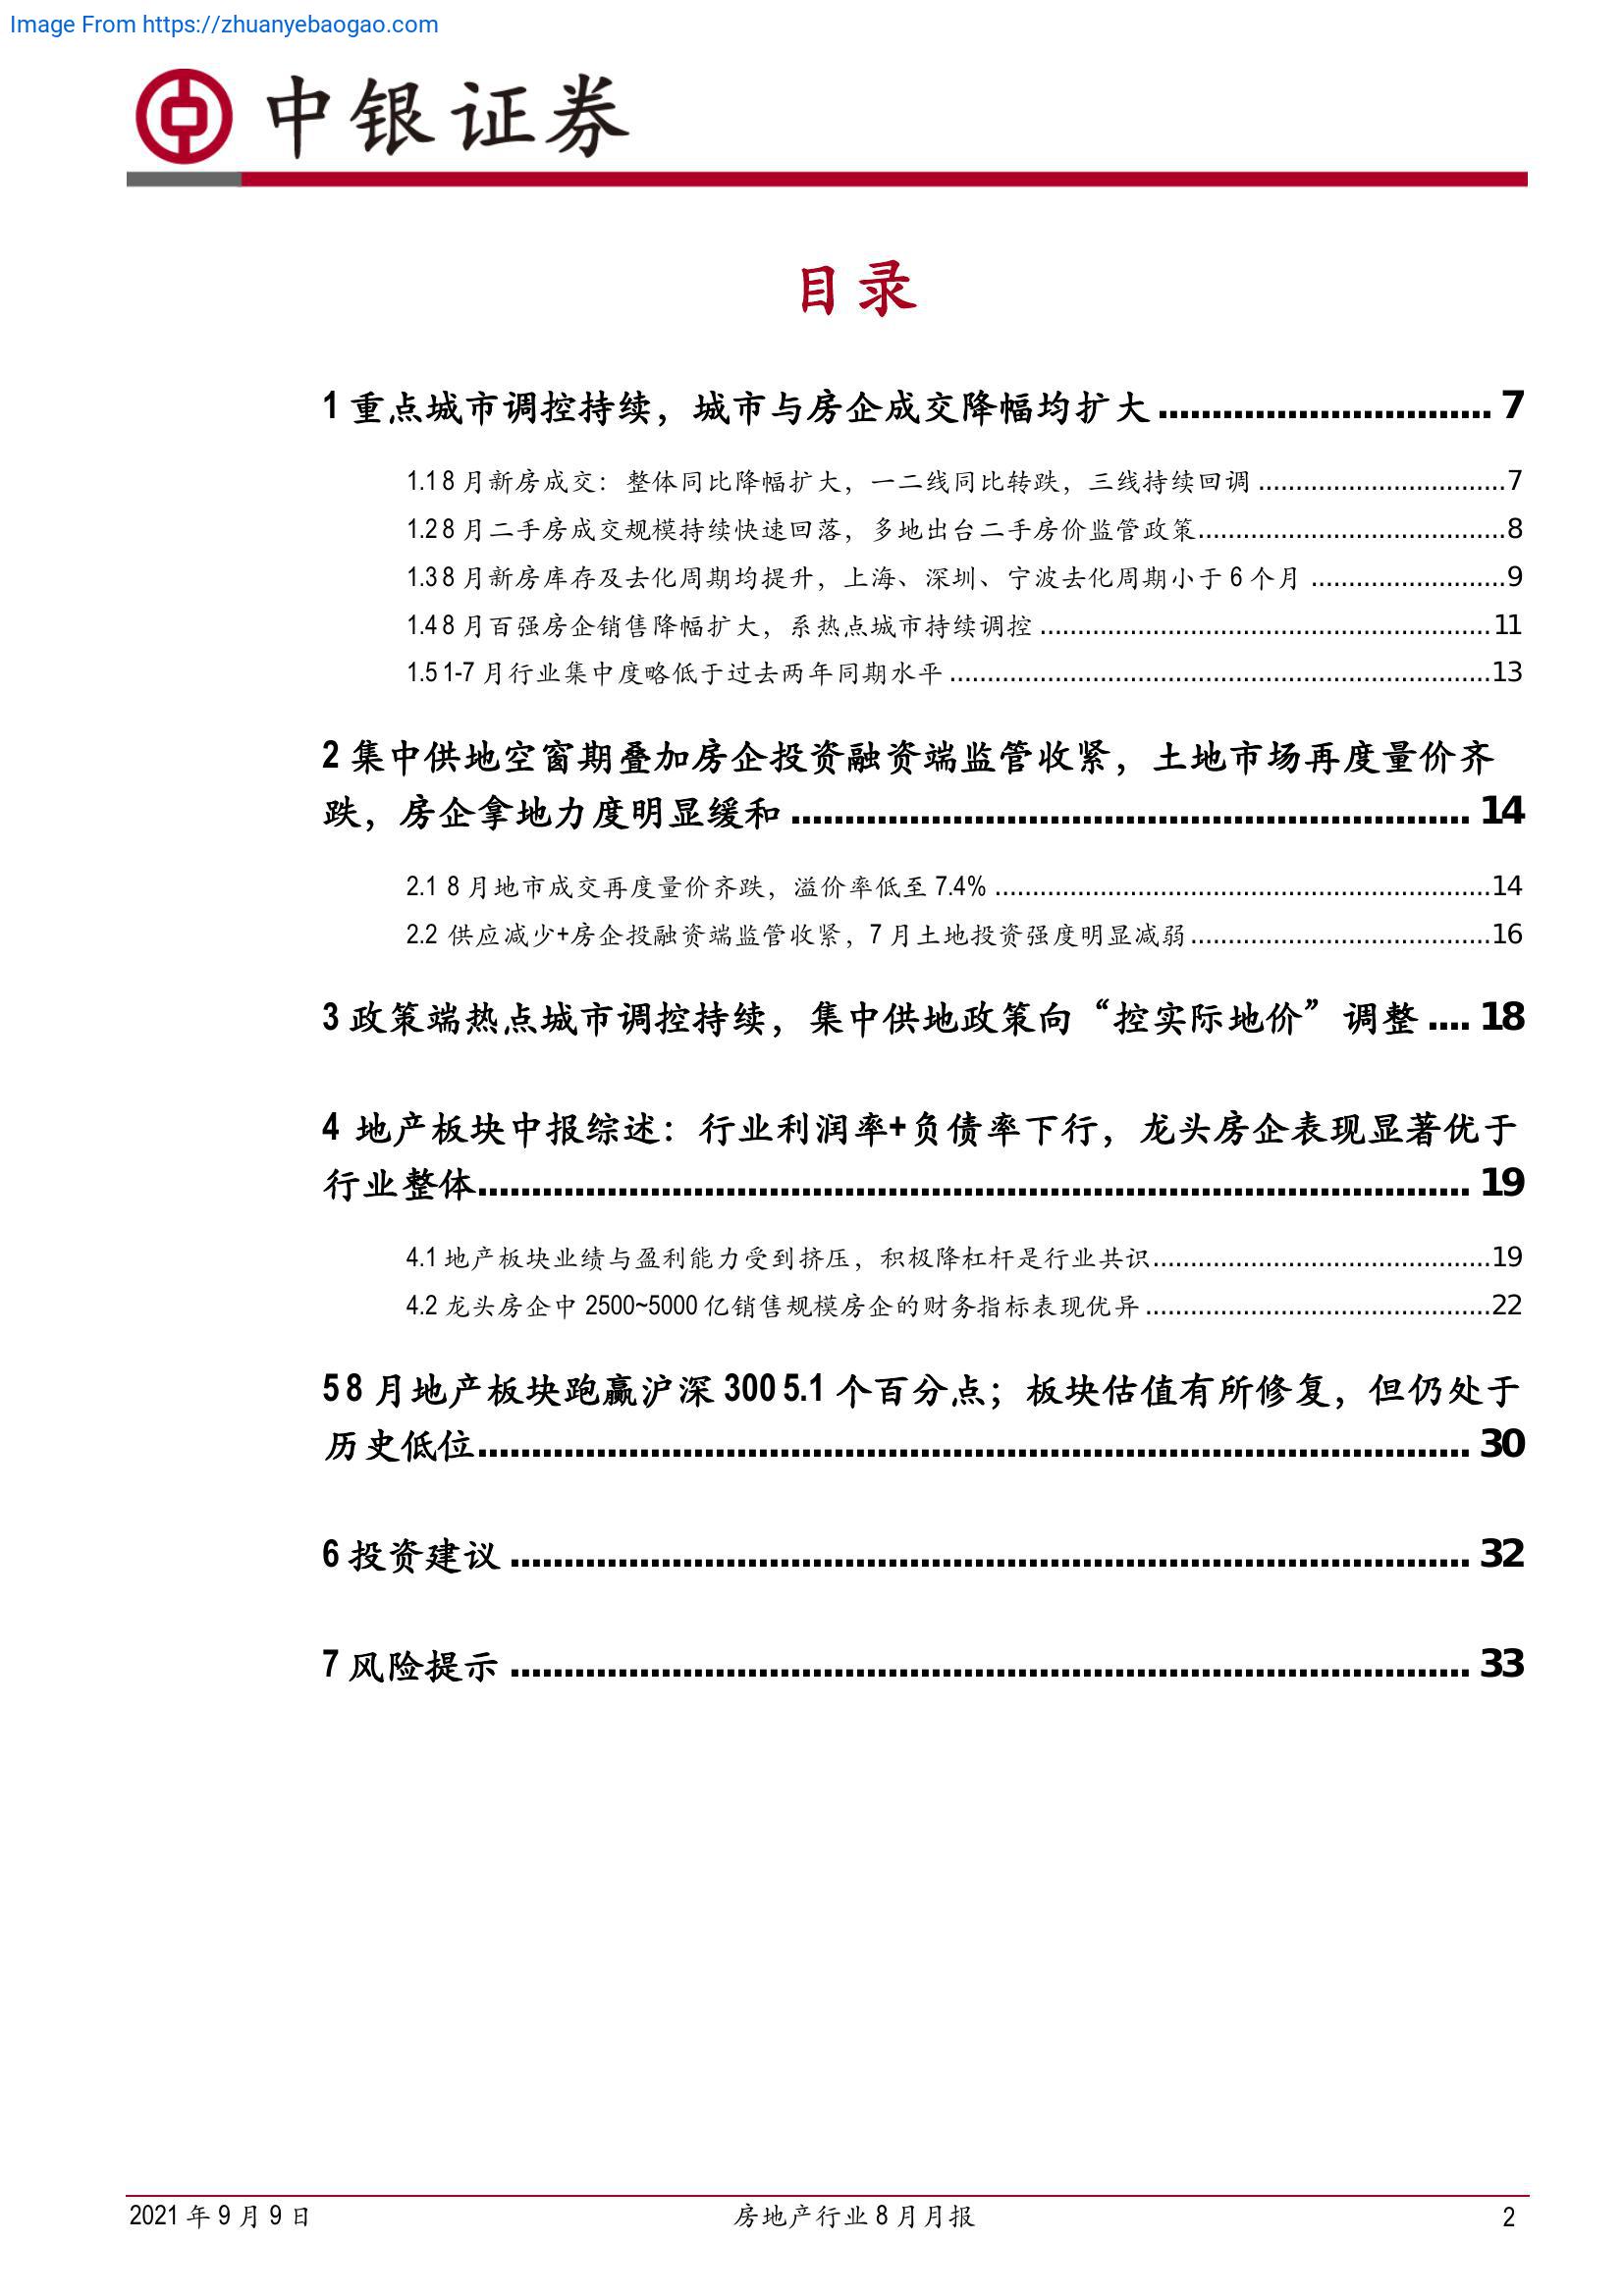 Image From https://zhuanyebaogao.com
中银证券
目录
1 重点城市调控持续，城市与房企成交降幅均扩大............................... 7
1.1 8 月新房成交：整体同比降幅扩大，一二线同比转跌，三线持续回调 .................................7
1.2 8 月二手房成交规模持续快速回落，多地出台二手房价监管政策.........................................8
1.3 8 月新房库存及去化周期均提升，上海、深圳、宁波去化周期小于 6 个月 ..........................9
1.4 8 月百强房企销售降幅扩大，系热点城市持续调控 ............................................................11
1.5 1-7 月行业集中度略低于过去两年同期水平 ........................................................................13
2 集中供地空窗期叠加房企投资融资端监管收紧，土地市场再度量价齐
跌，房企拿地力度明显缓和 ............................................................... 14
2.1 8 月地市成交再度量价齐跌，溢价率低至 7.4% ..................................................................14
2.2 供应减少+房企投融资端监管收紧，7 月土地投资强度明显减弱........................................16
3 政策端热点城市调控持续，集中供地政策向“控实际地价”调整 .... 18
4 地产板块中报综述：行业利润率+负债率下行，龙头房企表现显著优于
行业整体............................................................................................ 19
4.1 地产板块业绩与盈利能力受到挤压，积极降杠杆是行业共识.............................................19
4.2 龙头房企中 2500~5000 亿销售规模房企的财务指标表现优异 ..............................................22
5 8 月地产板块跑赢沪深 300 5.1 个百分点；板块估值有所修复，但仍处于
历史低位............................................................................................ 30
6 投资建议 ......................................................................................... 32
7 风险提示 ......................................................................................... 33
2021 年 9 月 9 日
房地产行业 8 月月报
2